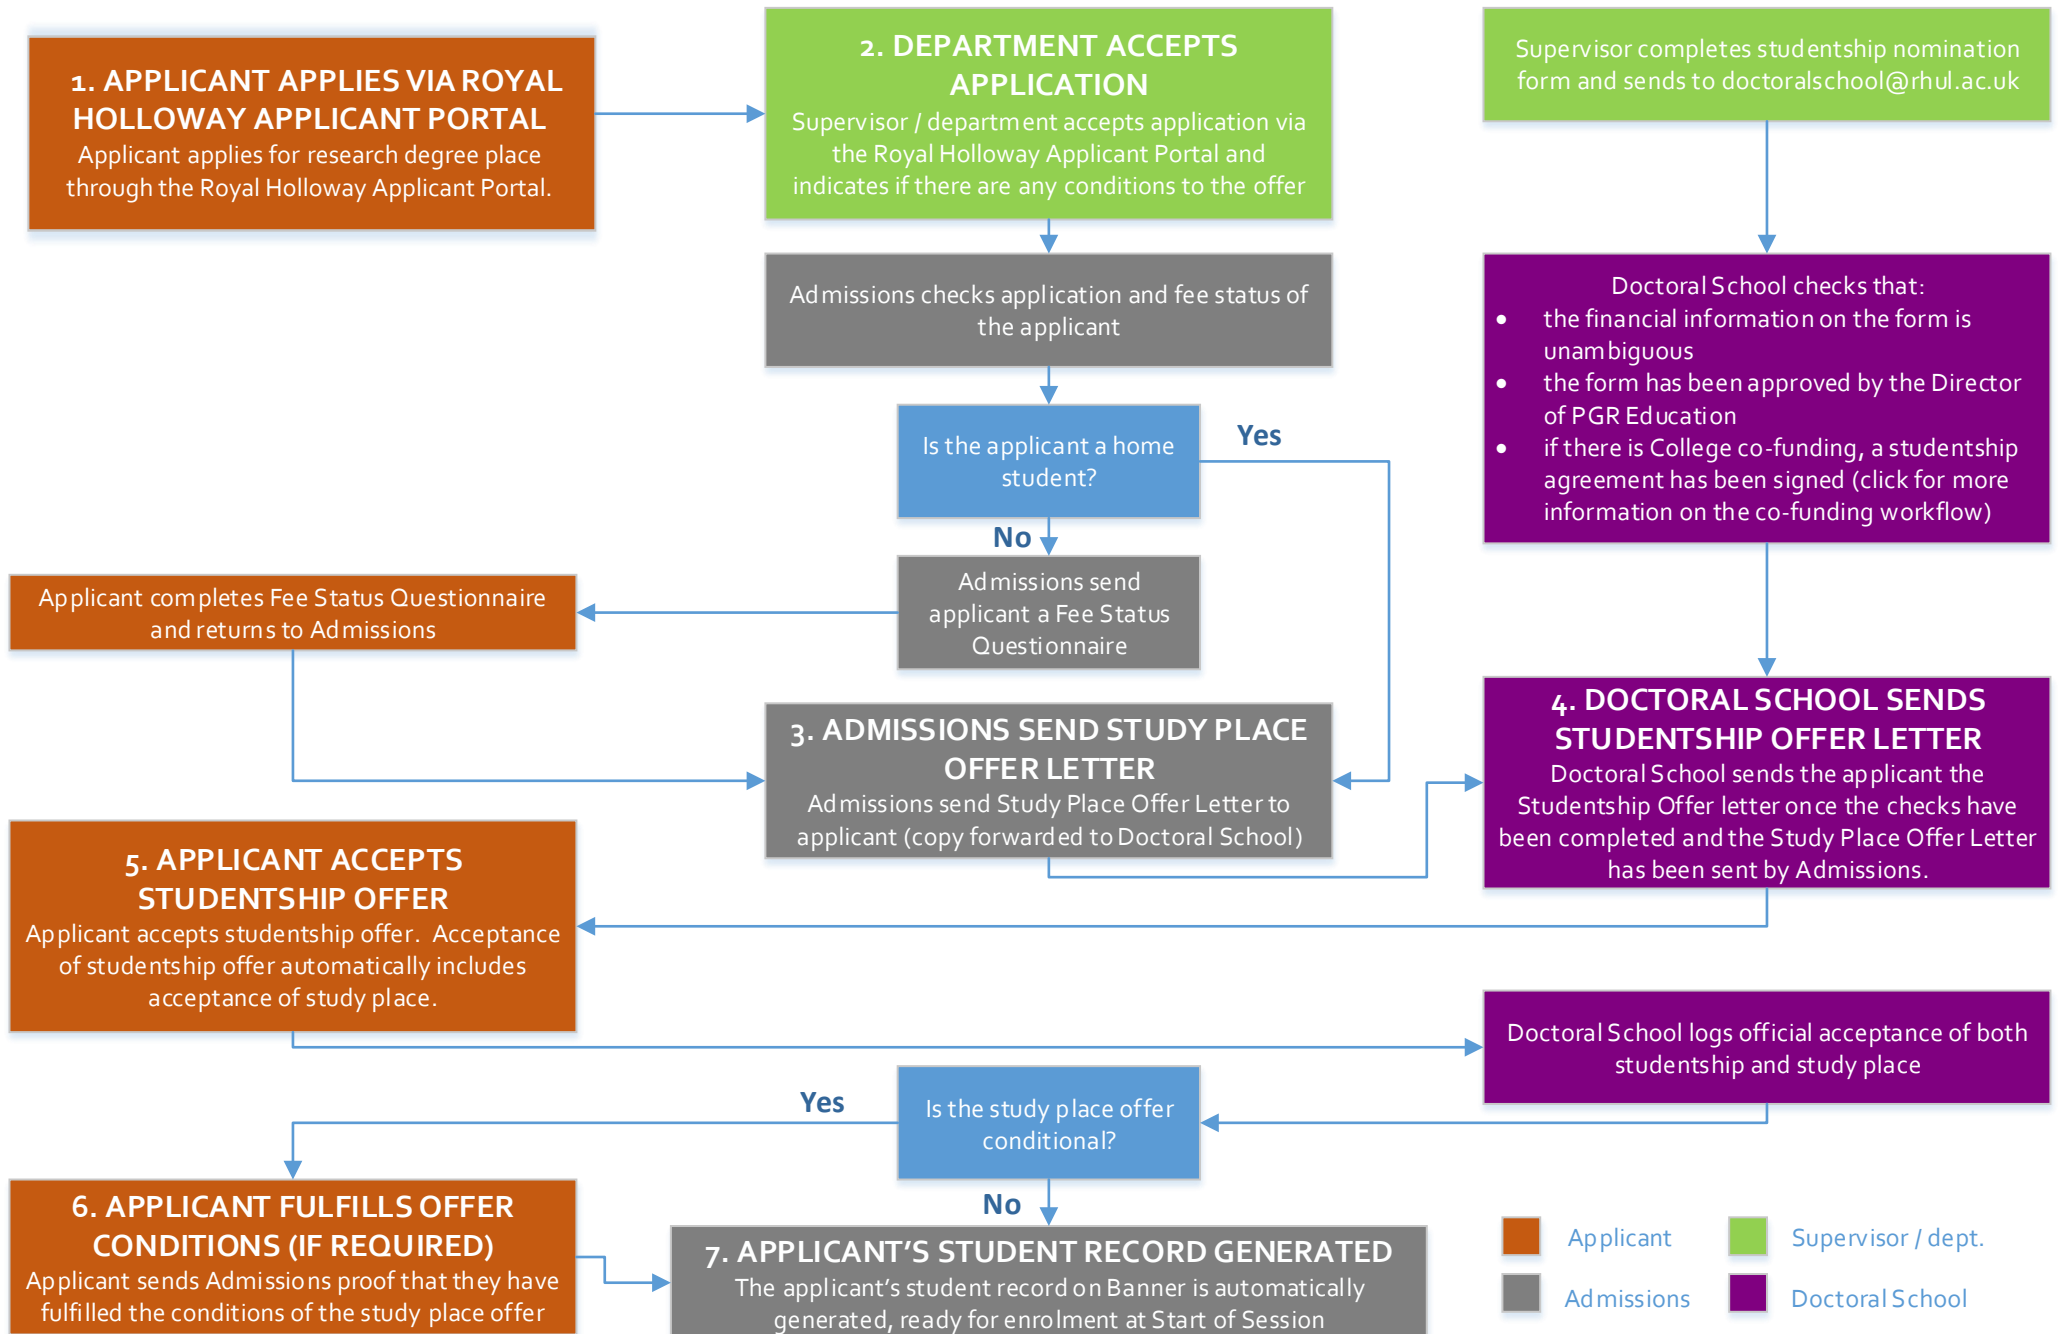 1. APPLICANT APPLIES VIA ROYAL
HOLLOWAY APPLICANT PORTAL
Applicant applies for research degree place
through the Royal Holloway Applicant Portal.
2. DEPARTMENT ACCEPTS
APPLICATION
Supervisor / department accepts application via
the Royal Holloway Applicant Portal and
indicates if there are any conditions to the offer
Supervisor completes studentship nomination
form and sends to doctoralschool@rhul.ac.uk
Admissions checks application and fee status of
the applicant
Doctoral School checks that:
• the financial information on the form is
unambiguous
• the form has been approved by the Director
of PGR Education
• if there is College co-funding, a studentship
agreement has been signed (click for more
information on the co-funding workflow)
Is the applicant a home
student?
Yes
No
Admissions send
applicant a Fee Status
Questionnaire
Applicant completes Fee Status Questionnaire
and returns to Admissions
3. ADMISSIONS SEND STUDY PLACE
OFFER LETTER
Admissions send Study Place Offer Letter to
applicant (copy forwarded to Doctoral School)
4. DOCTORAL SCHOOL SENDS
STUDENTSHIP OFFER LETTER
Doctoral School sends the applicant the
Studentship Offer letter once the checks have
been completed and the Study Place Offer Letter
has been sent by Admissions.
5. APPLICANT ACCEPTS
STUDENTSHIP OFFER
Applicant accepts studentship offer. Acceptance
of studentship offer automatically includes
acceptance of study place.
Doctoral School logs official acceptance of both
studentship and study place
Is the study place offer
conditional?
Yes
No
6. APPLICANT FULFILLS OFFER
CONDITIONS (IF REQUIRED)
Applicant sends Admissions proof that they have
fulfilled the conditions of the study place offer
7. APPLICANT’S STUDENT RECORD GENERATED
The applicant’s student record on Banner is automatically
generated, ready for enrolment at Start of Session
Applicant
Supervisor / dept.
Admissions
Doctoral School